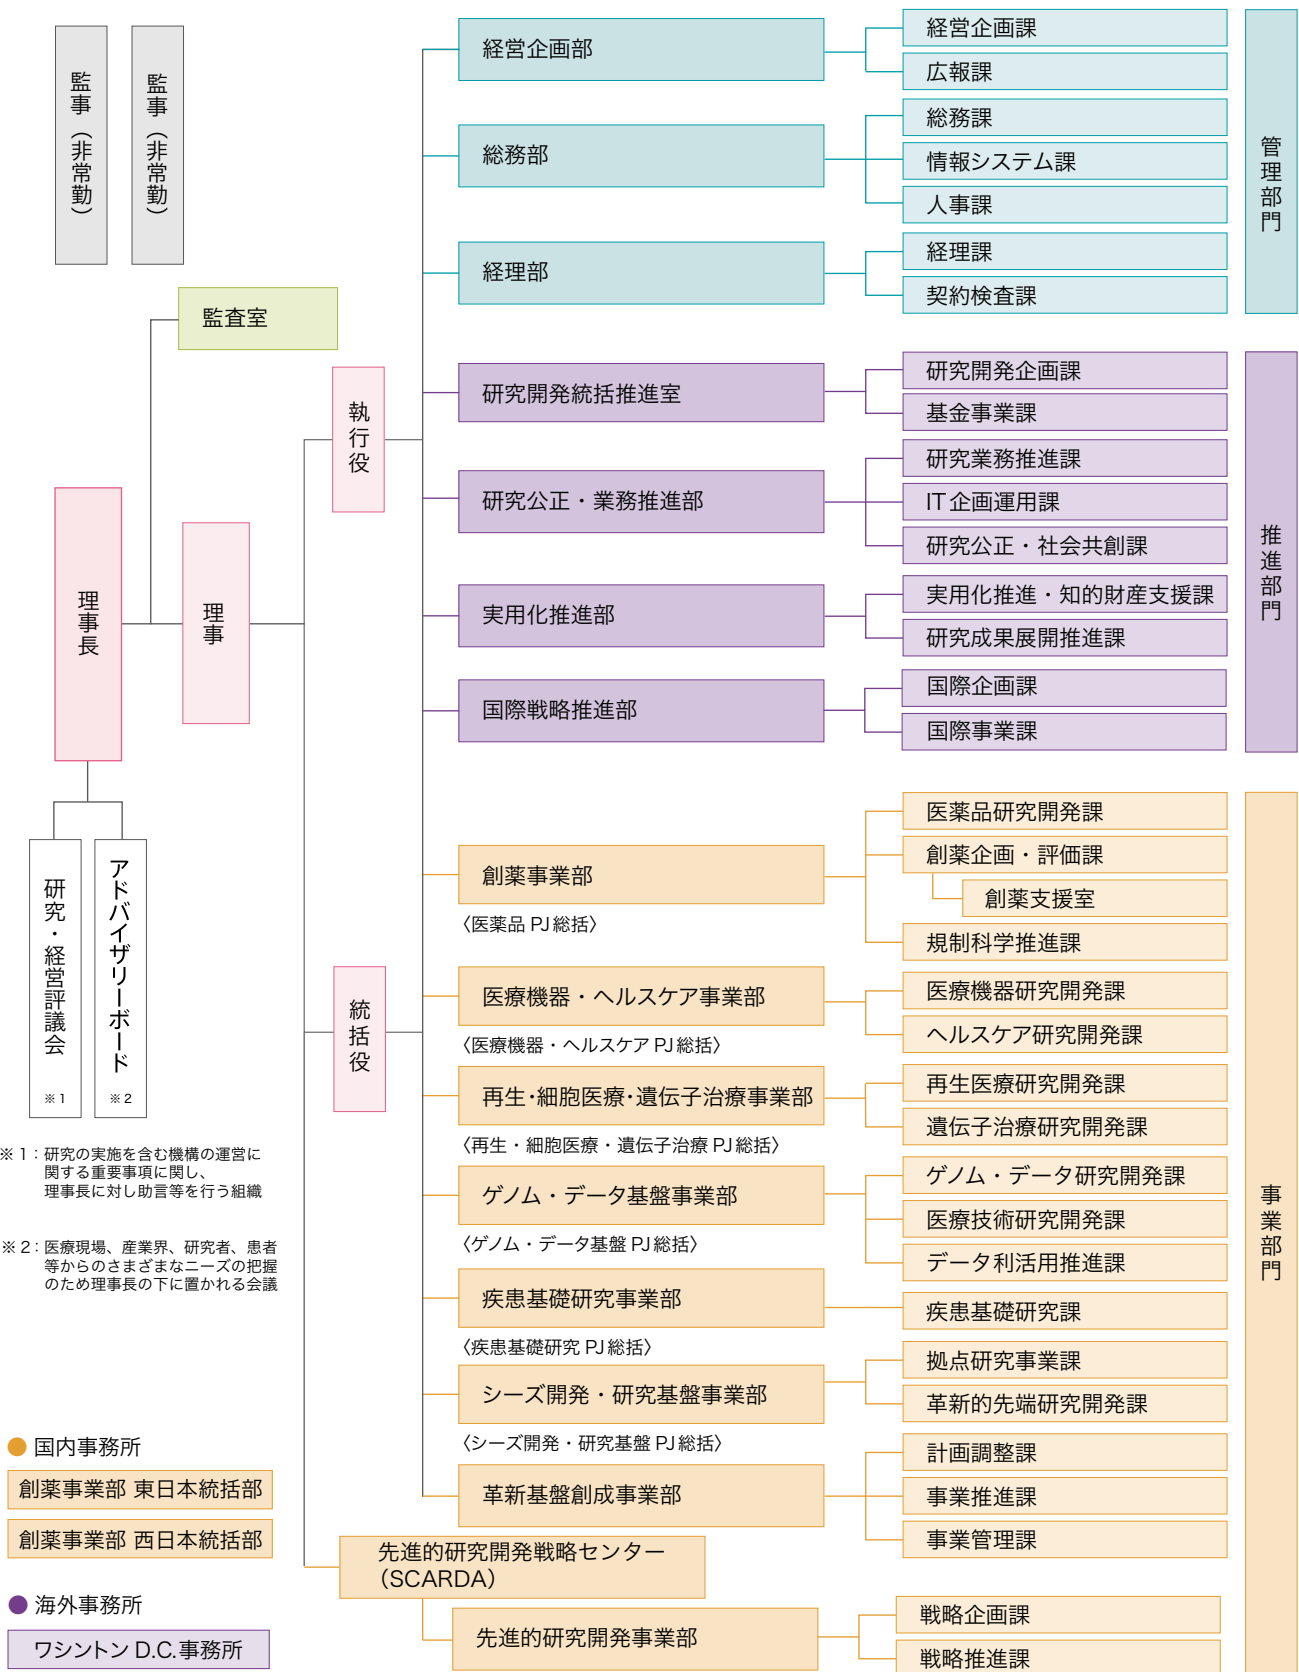 監事（非常勤）
監事（非常勤）
監査室
理事長
理事
執行役
統括役
研究・経営評議会
※1
アドバイザリーボード
※2
※1：研究の実施を含む機構の運営に
関する重要事項に関し、
理事長に対し助言等を行う組織
※2：医療現場、産業界、研究者、患者
等からのさまざまなニーズの把握
のため理事長の下に置かれる会議
経営企画部
経営企画課
広報課
総務部
総務課
情報システム課
人事課
経理部
経理課
契約検査課
管理部門
研究開発統括推進室
研究開発企画課
基金事業課
研究公正・業務推進部
研究業務推進課
IT企画運用課
研究公正・社会共創課
実用化推進部
実用化推進・知的財産支援課
研究成果展開推進課
国際戦略推進部
国際企画課
国際事業課
推進部門
創薬事業部
〈医薬品 PJ総括〉
医薬品研究開発課
創薬企画・評価課
創薬支援室
規制科学推進課
医療機器・ヘルスケア事業部
〈医療機器・ヘルスケア PJ総括〉
医療機器研究開発課
ヘルスケア研究開発課
再生・細胞医療・遺伝子治療事業部
〈再生・細胞医療・遺伝子治療 PJ総括〉
再生医療研究開発課
遺伝子治療研究開発課
ゲノム・データ基盤事業部
〈ゲノム・データ基盤 PJ総括〉
ゲノム・データ研究開発課
医療技術研究開発課
データ利活用推進課
疾患基礎研究事業部
〈疾患基礎研究 PJ総括〉
疾患基礎研究課
シーズ開発・研究基盤事業部
〈シーズ開発・研究基盤 PJ総括〉
拠点研究事業課
革新的先端研究開発課
革新基盤創成事業部
計画調整課
事業推進課
事業管理課
先進的研究開発戦略センター
（SCARDA）
先進的研究開発事業部
戦略企画課
戦略推進課
事業部門
● 国内事務所
創薬事業部 東日本統括部
創薬事業部 西日本統括部
● 海外事務所
ワシントン D.C.事務所